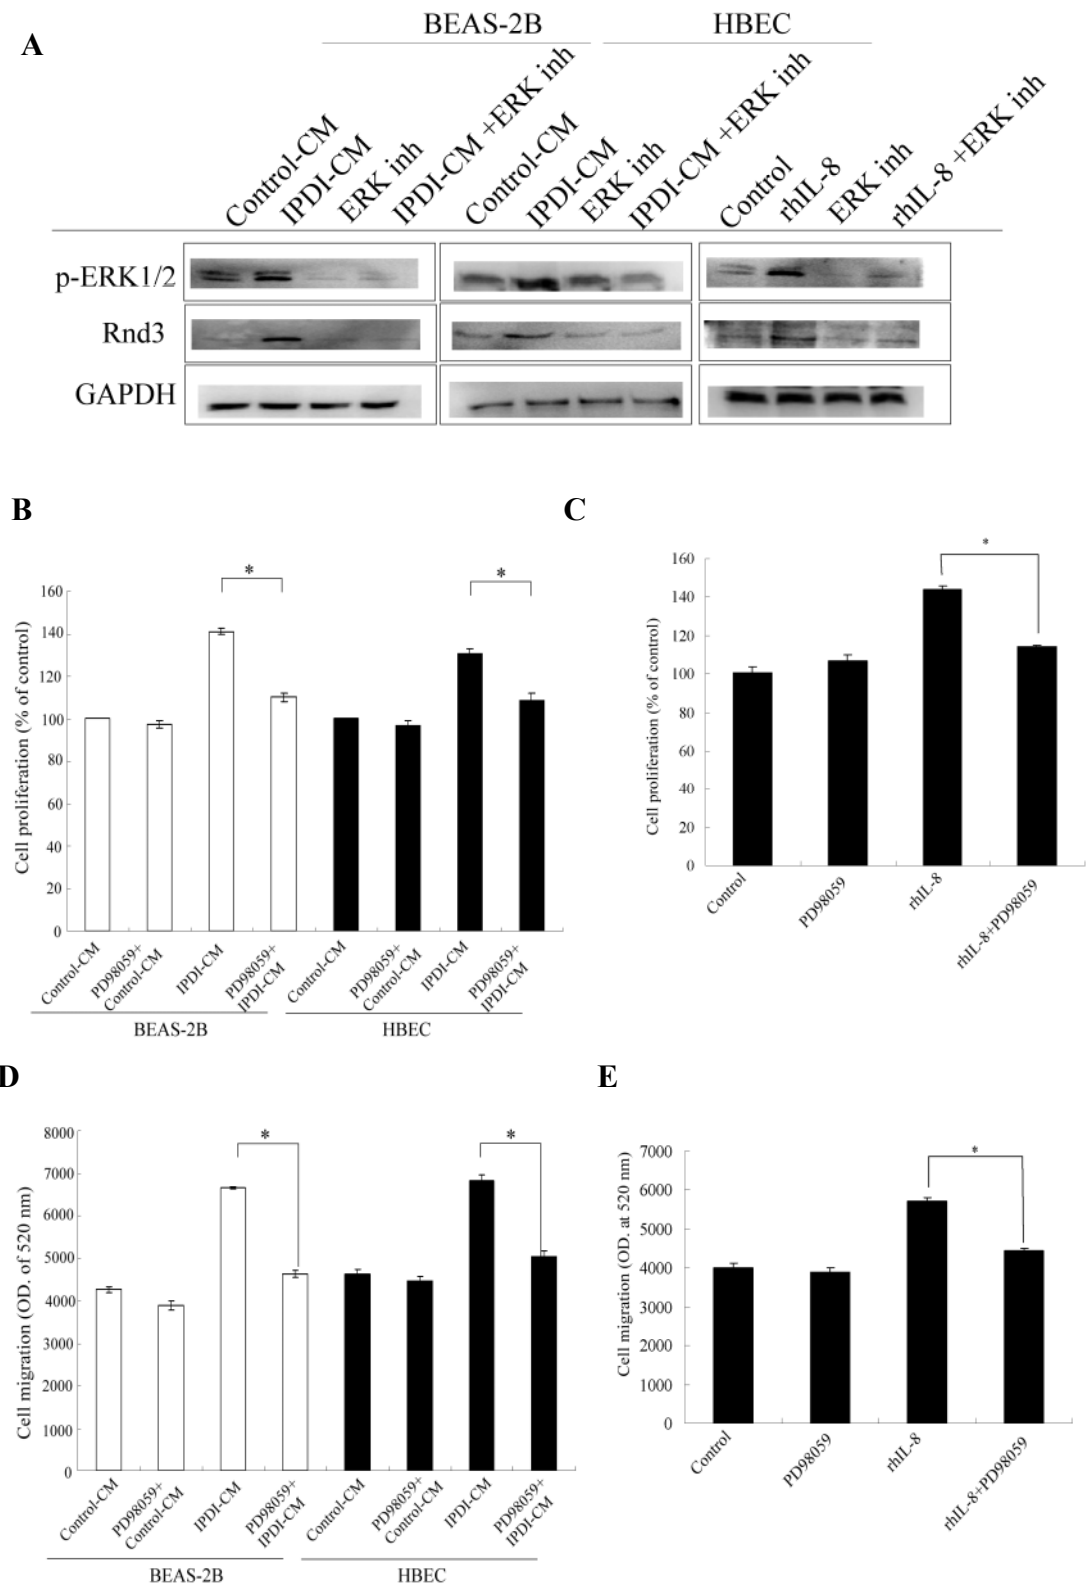 A
BEAS-2B
HBEC
Control-CM
IPDI-CM
ERK inh
IPDI-CM +ERK inh
Control-CM
IPDI-CM
ERK inh
IPDI-CM +ERK inh
Control
rhIL-8
ERK inh
rhIL-8 +ERK inh
p-ERK1/2
Rnd3
GAPDH
B
Cell proliferation (% of control)
160
140
120
100
80
60
40
20
0
*
*
Control-CM
PD98059+
Control-CM
IPDI-CM
PD98059+
IPDI-CM
Control-CM
PD98059+
Control-CM
IPDI-CM
PD98059+
IPDI-CM
BEAS-2B
HBEC
C
Cell proliferation (% of control)
160
140
120
100
80
60
40
20
0
*
Control
PD98059
rhIL-8
rhIL-8+PD98059
D
Cell migration (OD. of 520 nm)
8000
7000
6000
5000
4000
3000
2000
1000
0
*
*
Control-CM
PD98059+
Control-CM
IPDI-CM
PD98059+
IPDI-CM
Control-CM
PD98059+
Control-CM
IPDI-CM
PD98059+
IPDI-CM
BEAS-2B
HBEC
E
Cell migration (OD. at 520 nm)
7000
6000
5000
4000
3000
2000
1000
0
*
Control
PD98059
rhIL-8
rhIL-8+PD98059